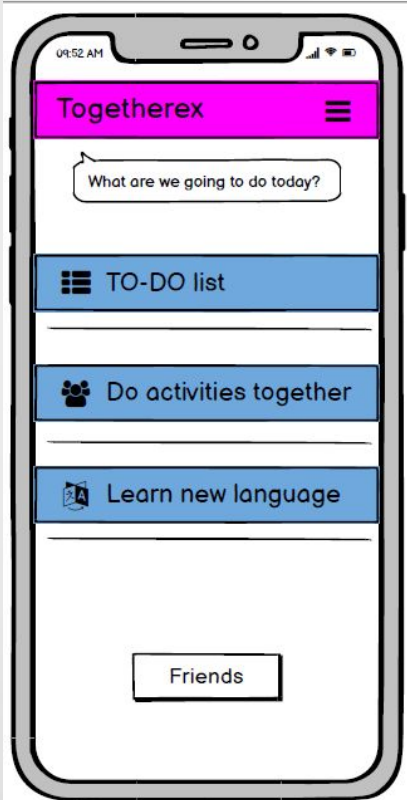 09:52 AM
Togetherex
What are we going to do today?
TO-DO list
Do activities together
Learn new language
Friends